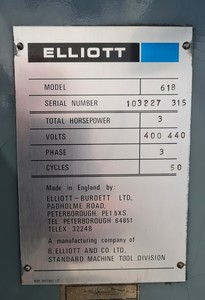 ELLIOTT
MODEL 618
SERIAL NUMBER 103227 315
TOTAL HORSEPOWER 3
VOLTS 400 440
PHASE 3
CYCLES 50
Made in England by:
ELLIOTT-BURDETT LTD.
PADHOLME ROAD,
PETERBOROUGH PE1 5XS
TEL PETERBOROUGH 64851
TELEX 32248
A manufacturing company of
B. ELLIOTT AND CO LTD.
STANDARD MACHINE TOOL DIVISION